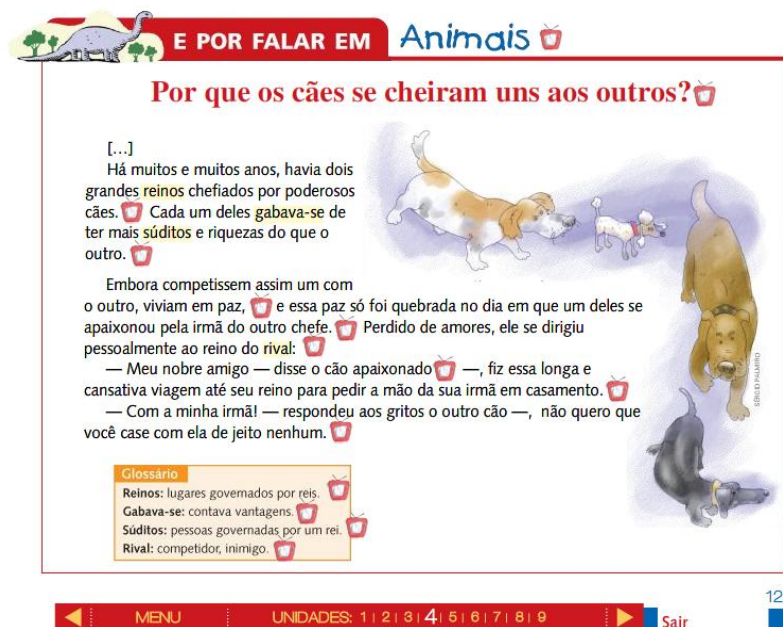 E POR FALAR EM Animais
Por que os cães se cheiram uns aos outros?
[...]
Há muitos e muitos anos, havia dois
grandes reinos chefiados por poderosos
cães. Cada um deles gabava-se de
ter mais súditos e riquezas do que o
outro.
Embora competissem assim um com
o outro, viviam em paz, e essa paz só foi quebrada no dia em que um deles se
apaixonou pela irmã do outro chefe. Perdido de amores, ele se dirigiu
pessoalmente ao reino do rival:
— Meu nobre amigo — disse o cão apaixonado —, fiz essa longa e
cansativa viagem até seu reino para pedir a mão da sua irmã em casamento.
— Com a minha irmã! — respondeu aos gritos o outro cão —, não quero que
você case com ela de jeito nenhum.
SÉRGIO PALMIRO
Glossário
Reinos: lugares governados por reis.
Gabava-se: contava vantagens.
Súditos: pessoas governadas por um rei.
Rival: competidor, inimigo.
12
MENU UNIDADES: 1 | 2 | 3 | 4 | 5 | 6 | 7 | 8 | 9 Sair